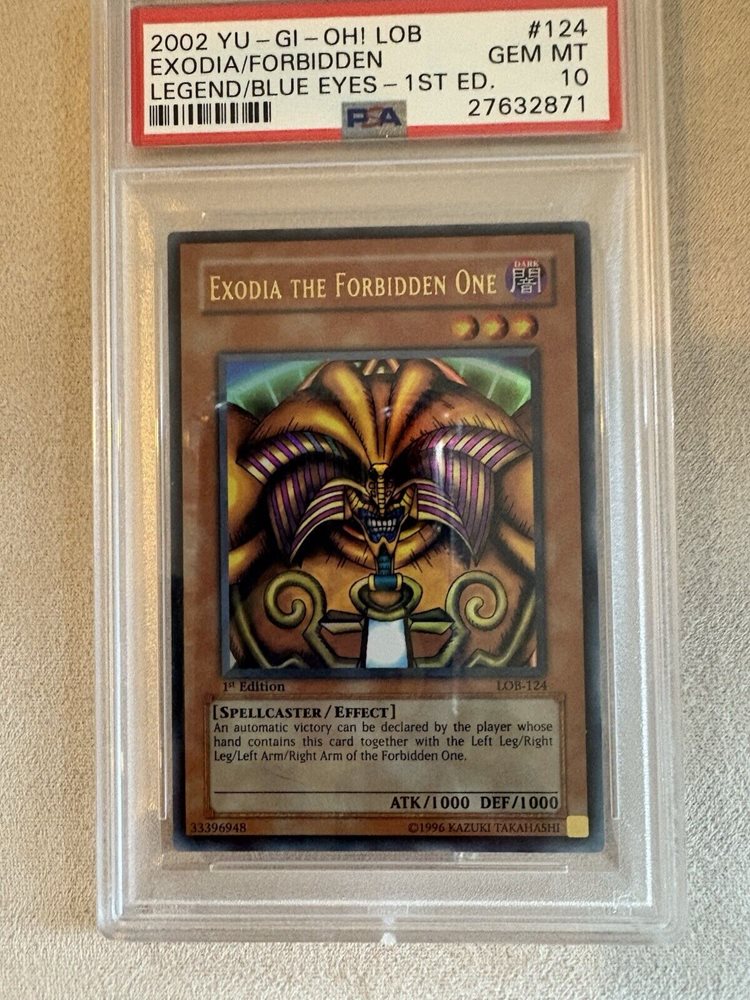 2002 YU-GI-OH! LOB #124
EXODIA/FORBIDDEN GEM MT
LEGEND/BLUE EYES-1ST ED. 10
PSA 27632871
EXODIA THE FORBIDDEN ONE
DARK
闇
1st Edition LOB-124
[SPELLCASTER/EFFECT]
An automatic victory can be declared by the player whose
hand contains this card together with the Left Leg/Right
Leg/Left Arm/Right Arm of the Forbidden One.
ATK/1000 DEF/1000
33396948 ©1996 KAZUKI TAKAHASHI